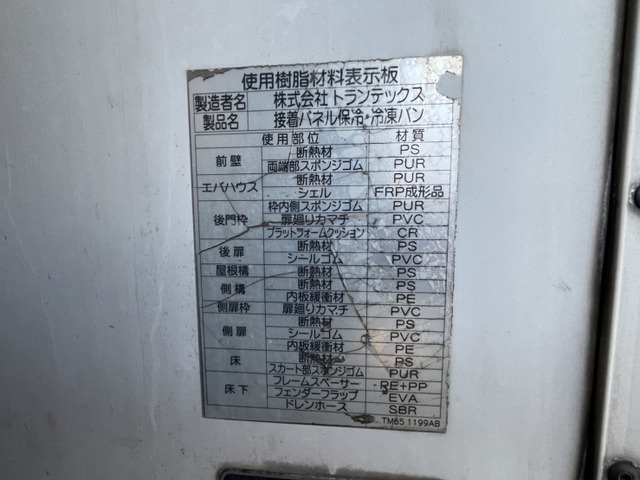 使用樹脂材料表示板
製造者名 株式会社トランテックス
製品名 接着パネル保冷・冷凍バン
使用部位 材質
前壁 断熱材 PS
両端部スポンジゴム PUR
エバハウス 断熱材 PUR
シェル FRP成形品
後門枠 枠内側スポンジゴム PUR
扉廻りカマチ PVC
プラットフォームクッション CR
後扉 断熱材 PS
シールゴム PVC
屋根構 断熱材 PS
側構 断熱材 PS
内板緩衝材 PE
側扉枠 扉廻りカマチ PVC
側扉 断熱材 PS
シールゴム PVC
内板緩衝材 PE
床 断熱材 PS
スカート部スポンジゴム PUR
床下 フレームスペーサー PE+PP
フェンダーフラップ EVA
ドレンホース SBR
TM65 1199AB